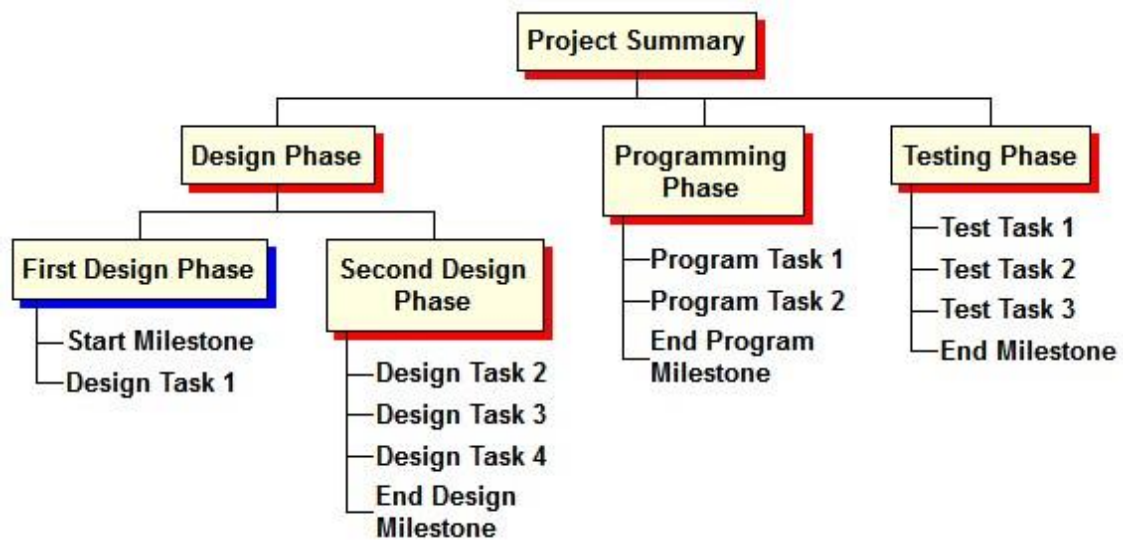 Project Summary
Design Phase
Programming
Phase
Testing Phase
First Design Phase
Start Milestone
Design Task 1
Second Design
Phase
Design Task 2
Design Task 3
Design Task 4
End Design
Milestone
Program Task 1
Program Task 2
End Program
Milestone
Test Task 1
Test Task 2
Test Task 3
End Milestone